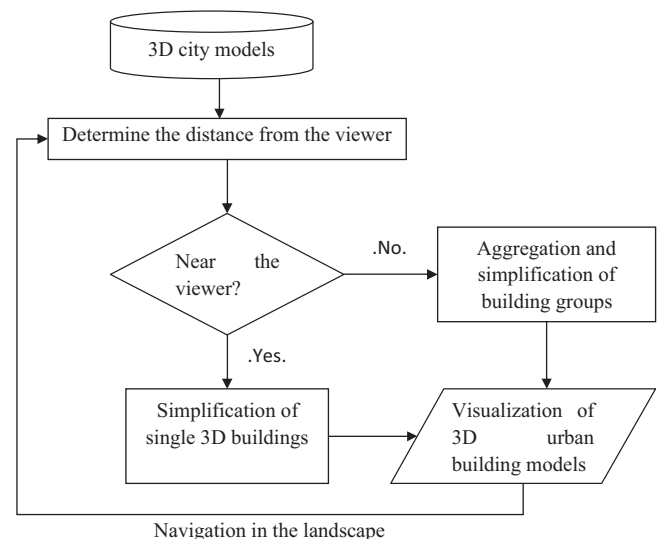 3D city models
Determine the distance from the viewer
Near the
viewer?
.No.
Aggregation and
simplification of
building groups
.Yes.
Simplification of
single 3D buildings
Visualization of
3D urban
building models
Navigation in the landscape